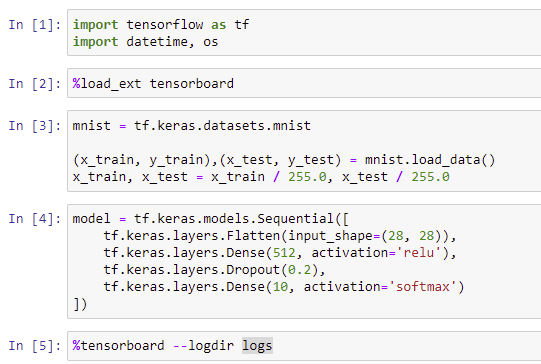 In [1]: import tensorflow as tf
import datetime, os
In [2]: %load_ext tensorboard
In [3]: mnist = tf.keras.datasets.mnist
(x_train, y_train),(x_test, y_test) = mnist.load_data()
x_train, x_test = x_train / 255.0, x_test / 255.0
In [4]: model = tf.keras.models.Sequential([
    tf.keras.layers.Flatten(input_shape=(28, 28)),
    tf.keras.layers.Dense(512, activation='relu'),
    tf.keras.layers.Dropout(0.2),
    tf.keras.layers.Dense(10, activation='softmax')
])
In [5]: %tensorboard --logdir logs